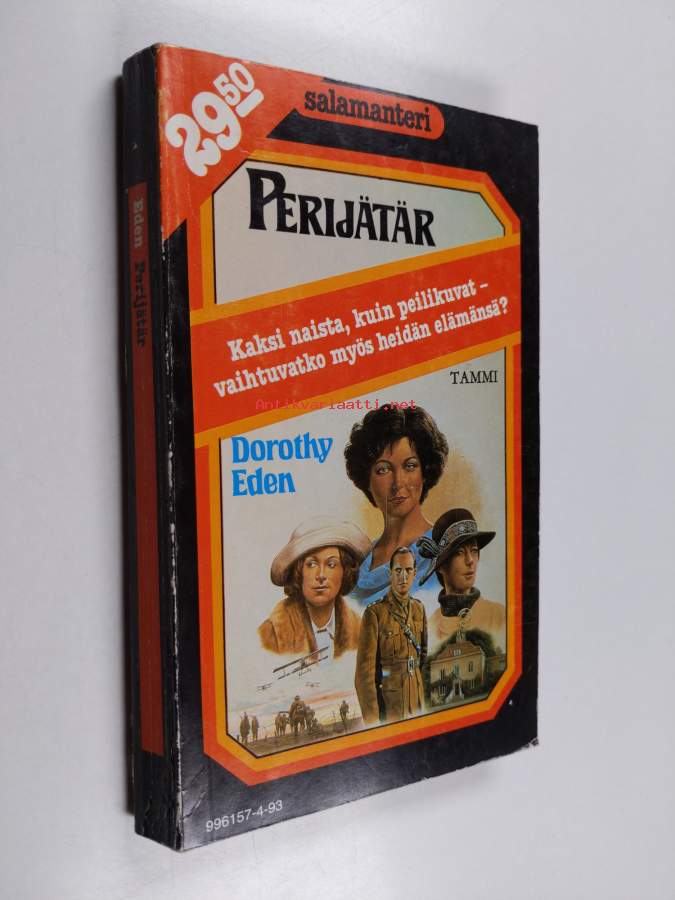 29.50
salamanteri
PERIJÄTÄR
Kaksi naista, kuin peilikuvat –
vaihtuvatko myös heidän elämänsä?
TAMMI
Antikvariaatti.net
Dorothy
Eden
996157-4-93
Eden Perijätär